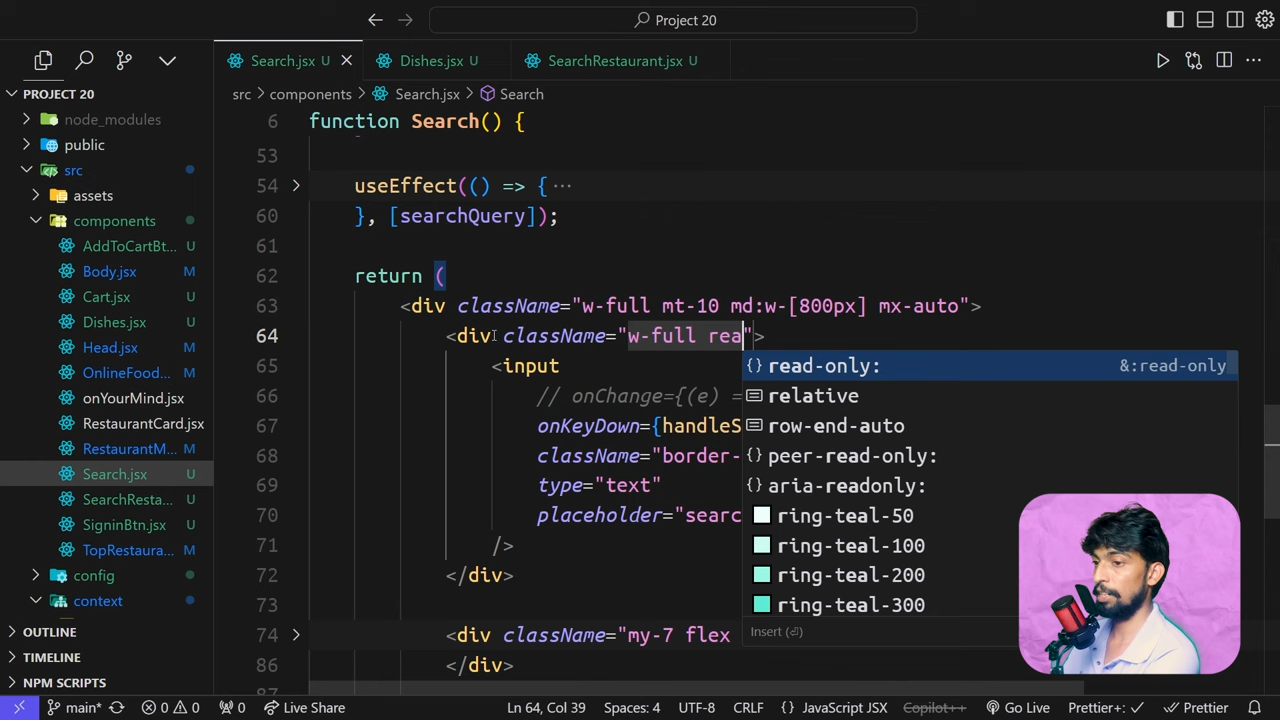 Project 20
Search.jsx
Dishes.jsx U
SearchRestaurant.jsx U
PROJECT 20
node_modules
public
src
assets
components
AddToCartBt... U
Body.jsx M
Cart.jsx U
Dishes.jsx U
Head.jsx M
OnlineFood... M
onYourMind.jsx
RestaurantCard.jsx
RestaurantM... M
Search.jsx U
SearchResta... U
SigninBtn.jsx U
TopRestaura... M
config
context
OUTLINE
TIMELINE
NPM SCRIPTS
src > components > Search.jsx > Search
6 function Search() {
53
54 useEffect(() => { ···
60 }, [searchQuery]);
61
62 return (
63 <div className="w-full mt-10 md:w-[800px] mx-auto">
64 <div className="w-full rea">
65 <input
66 // onChange={(e) =
67 onKeyDown={handleS
68 className="border-
69 type="text"
70 placeholder="searc
71 />
72 </div>
73
74 <div className="my-7 flex
86 </div>
87
{} read-only: &:read-only
relative
row-end-auto
{} peer-read-only:
{} aria-readonly:
ring-teal-50
ring-teal-100
ring-teal-200
ring-teal-300
Insert (⏎)
main* 0 0 0 Live Share Ln 64, Col 39 Spaces: 4 UTF-8 CRLF {} JavaScript JSX Copilot++ Go Live Prettier+: ✓ Prettier